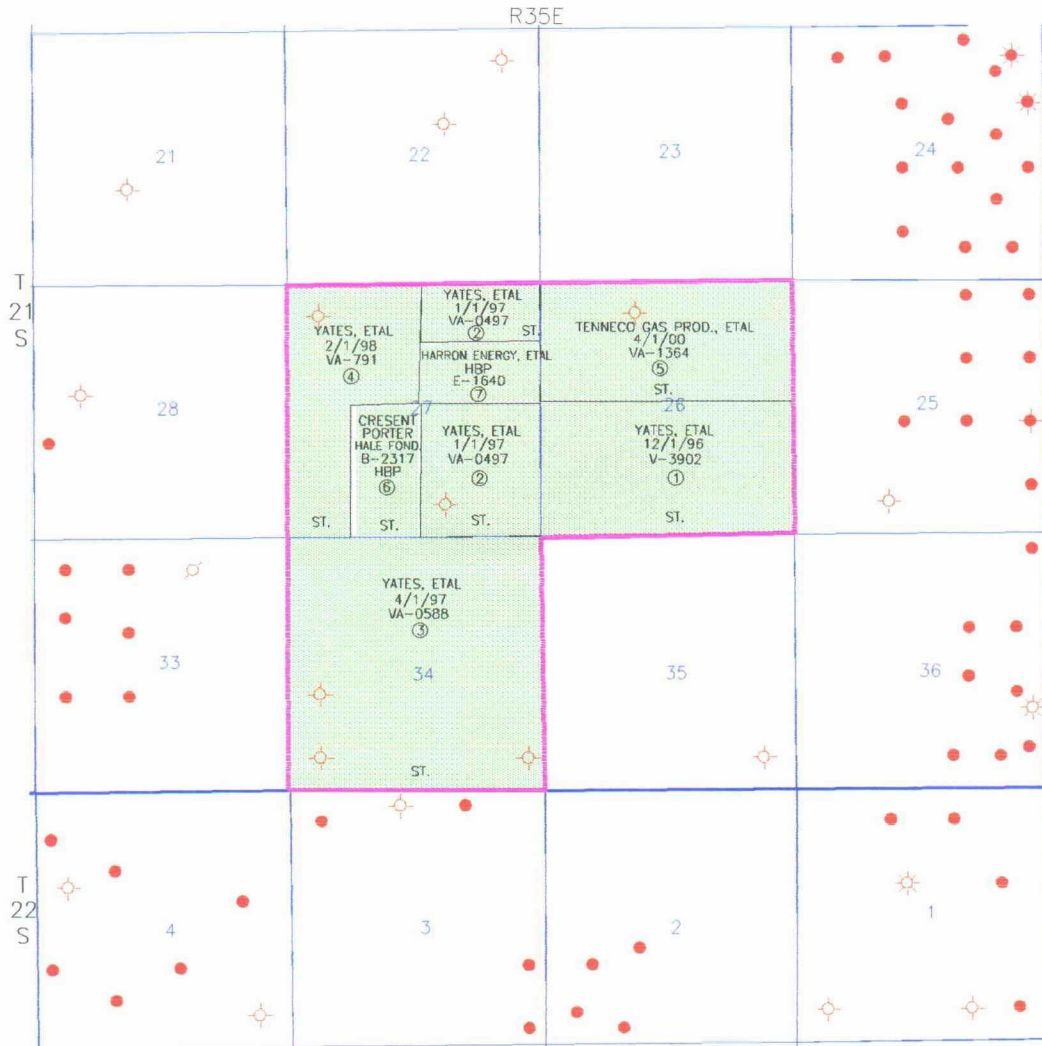 R35E
21
22
23
24
T
21
S
28
27
26
25
YATES, ETAL
2/1/98
VA-791
④
ST.
YATES, ETAL
1/1/97
VA-0497
②
ST.
HARRON ENERGY, ETAL
HBP
E-1640
⑦
TENNECO GAS PROD., ETAL
4/1/00
VA-1364
⑤
ST.
CRESENT
PORTER
HALE FOND.
B-2317
HBP
⑥
ST.
YATES, ETAL
1/1/97
VA-0497
②
ST.
YATES, ETAL
12/1/96
V-3902
①
ST.
33
34
35
36
YATES, ETAL
4/1/97
VA-0588
③
ST.
T
22
S
4
3
2
1